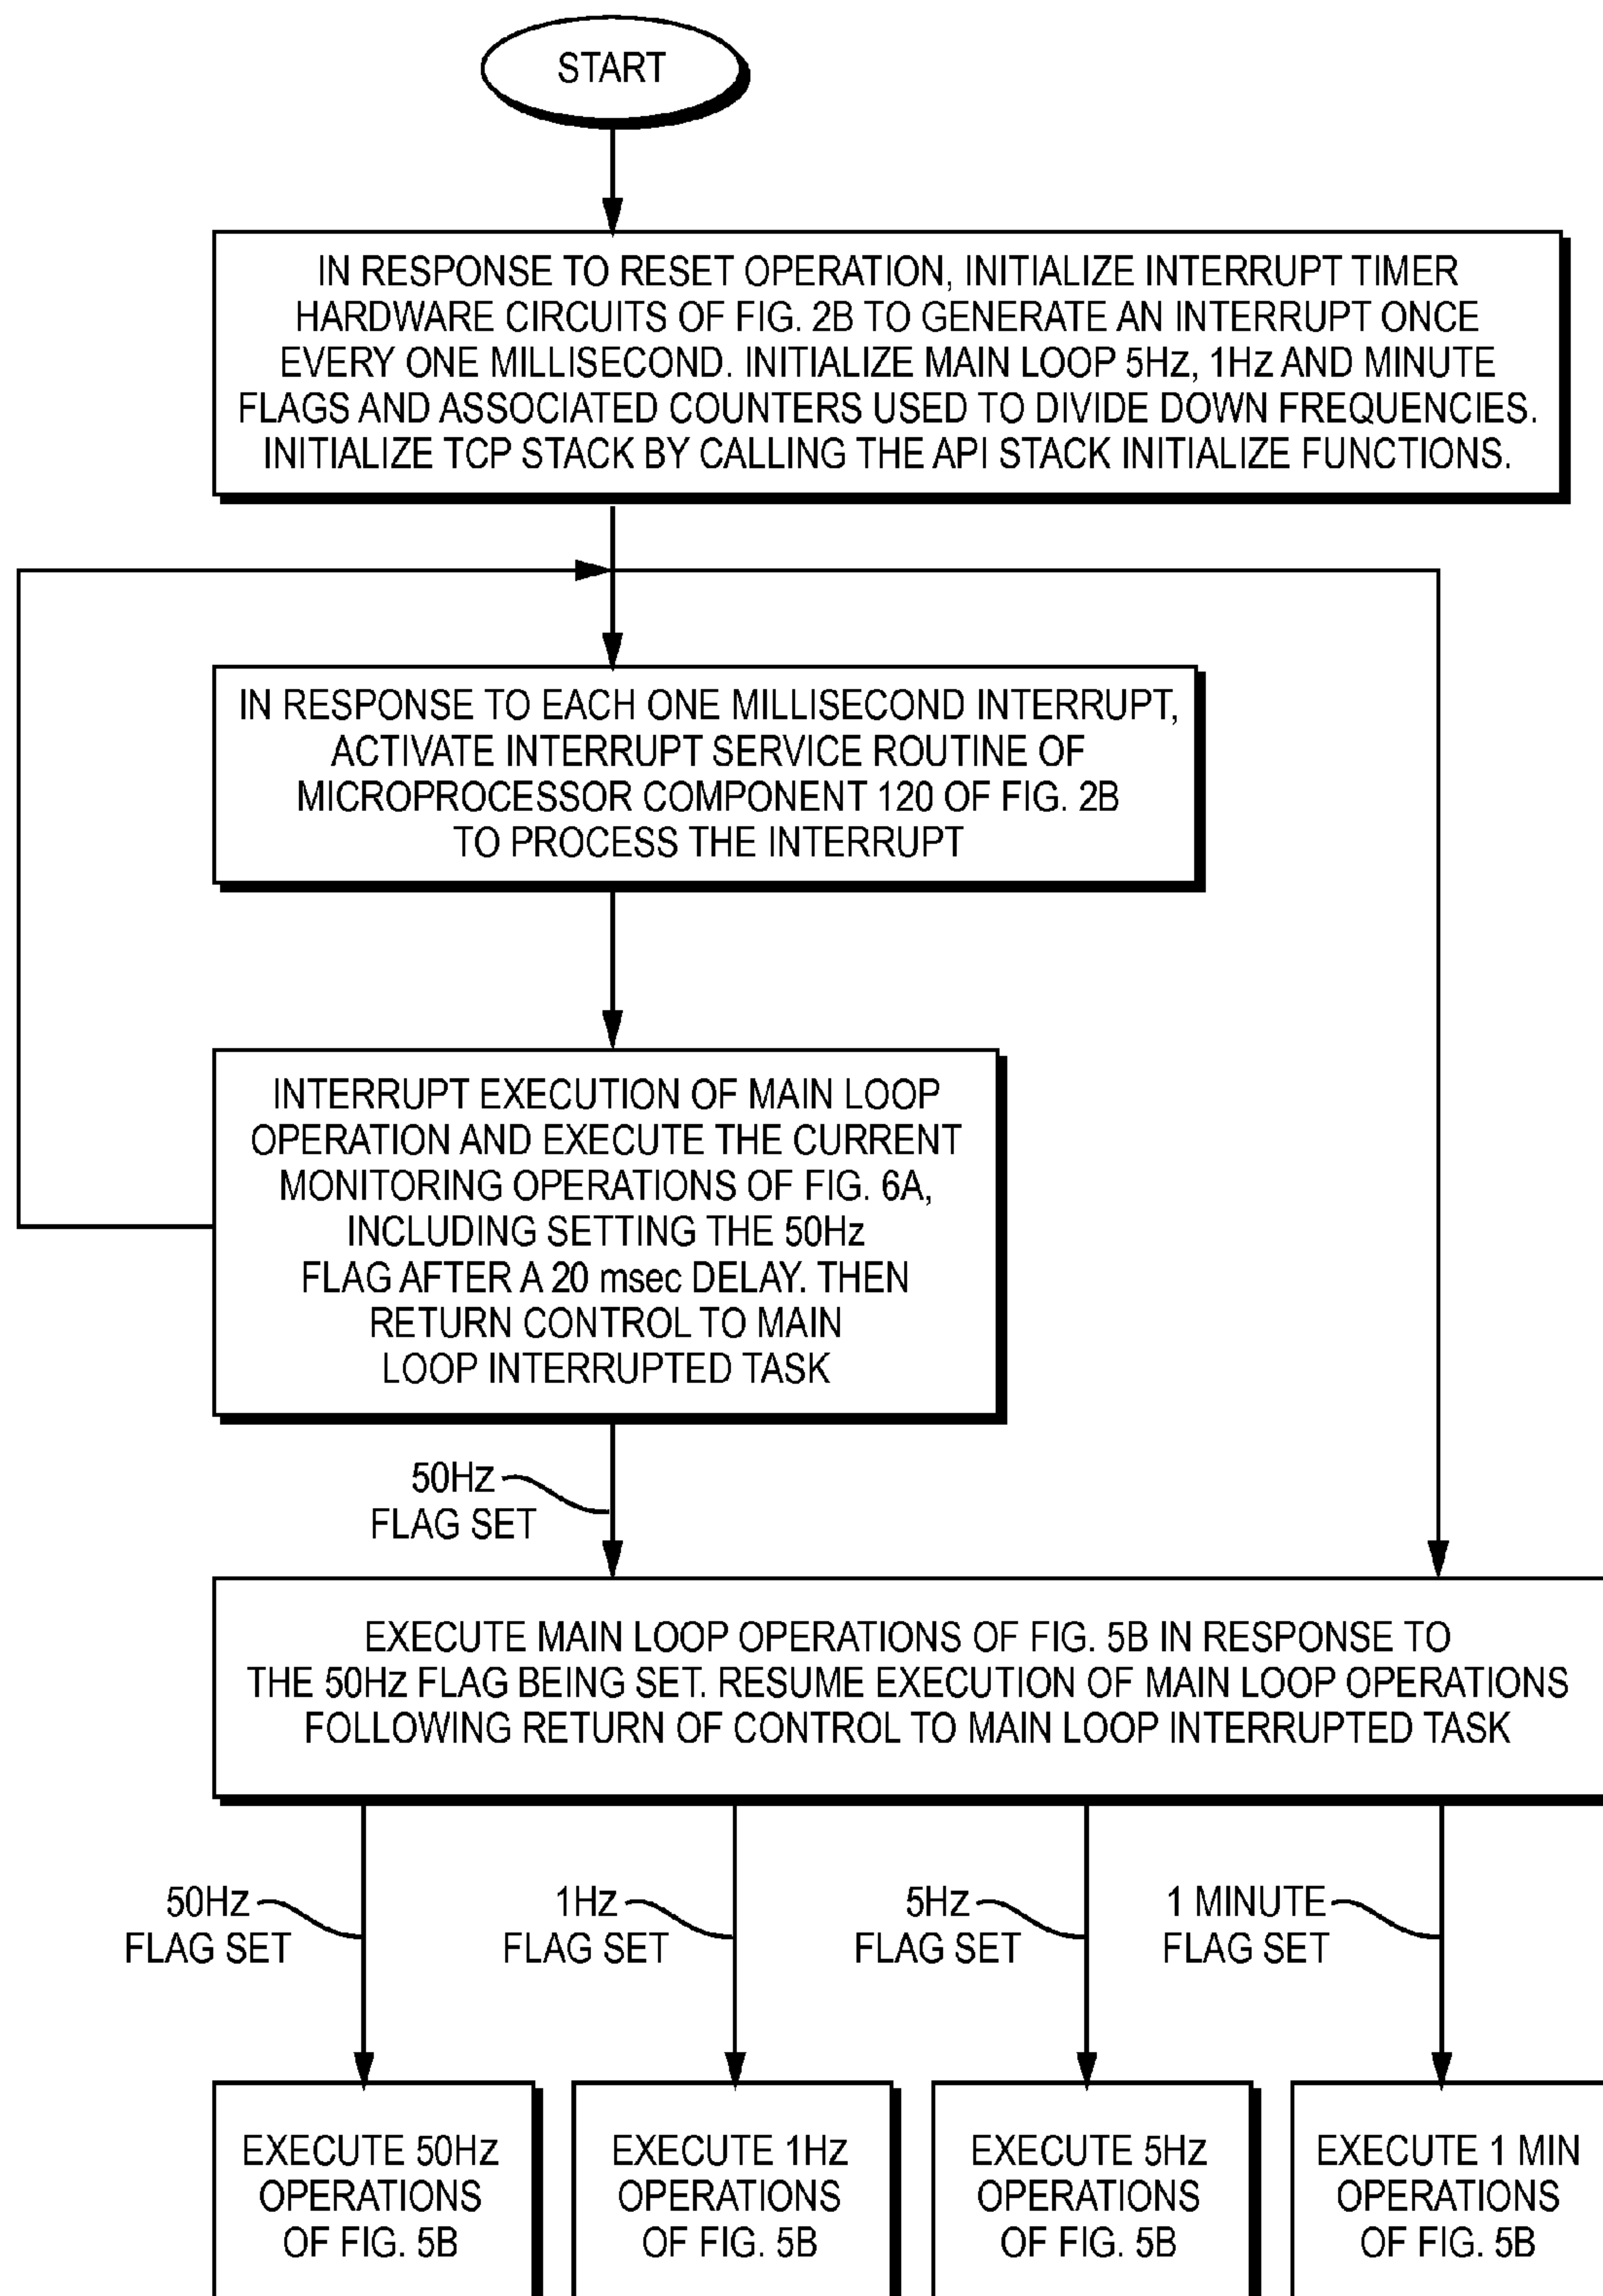 START
IN RESPONSE TO RESET OPERATION, INITIALIZE INTERRUPT TIMER
HARDWARE CIRCUITS OF FIG. 2B TO GENERATE AN INTERRUPT ONCE
EVERY ONE MILLISECOND. INITIALIZE MAIN LOOP 5Hz, 1Hz AND MINUTE
FLAGS AND ASSOCIATED COUNTERS USED TO DIVIDE DOWN FREQUENCIES.
INITIALIZE TCP STACK BY CALLING THE API STACK INITIALIZE FUNCTIONS.
IN RESPONSE TO EACH ONE MILLISECOND INTERRUPT,
ACTIVATE INTERRUPT SERVICE ROUTINE OF
MICROPROCESSOR COMPONENT 120 OF FIG. 2B
TO PROCESS THE INTERRUPT
INTERRUPT EXECUTION OF MAIN LOOP
OPERATION AND EXECUTE THE CURRENT
MONITORING OPERATIONS OF FIG. 6A,
INCLUDING SETTING THE 50Hz
FLAG AFTER A 20 msec DELAY. THEN
RETURN CONTROL TO MAIN
LOOP INTERRUPTED TASK
50Hz
FLAG SET
EXECUTE MAIN LOOP OPERATIONS OF FIG. 5B IN RESPONSE TO
THE 50Hz FLAG BEING SET. RESUME EXECUTION OF MAIN LOOP OPERATIONS
FOLLOWING RETURN OF CONTROL TO MAIN LOOP INTERRUPTED TASK
50Hz
FLAG SET
1Hz
FLAG SET
5Hz
FLAG SET
1 MINUTE
FLAG SET
EXECUTE 50Hz
OPERATIONS
OF FIG. 5B
EXECUTE 1Hz
OPERATIONS
OF FIG. 5B
EXECUTE 5Hz
OPERATIONS
OF FIG. 5B
EXECUTE 1 MIN
OPERATIONS
OF FIG. 5B